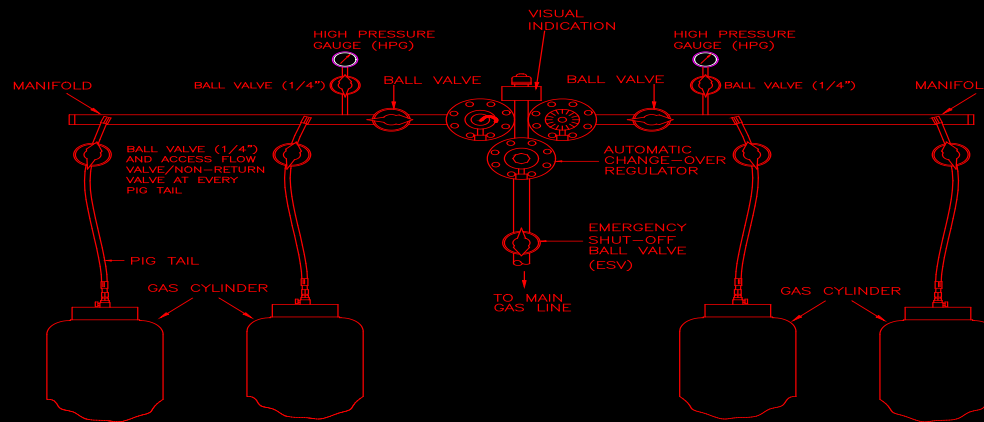 VISUAL
INDICATION
HIGH PRESSURE
GAUGE (HPG)
HIGH PRESSURE
GAUGE (HPG)
MANIFOLD
BALL VALVE (1/4")
BALL VALVE
BALL VALVE
BALL VALVE (1/4")
MANIFOL
BALL VALVE (1/4")
AND ACCESS FLOW
VALVE/NON-RETURN
VALVE AT EVERY
PIG TAIL
AUTOMATIC
CHANGE-OVER
REGULATOR
EMERGENCY
SHUT-OFF
BALL VALVE
(ESV)
PIG TAIL
GAS CYLINDER
TO MAIN
GAS LINE
GAS CYLINDER